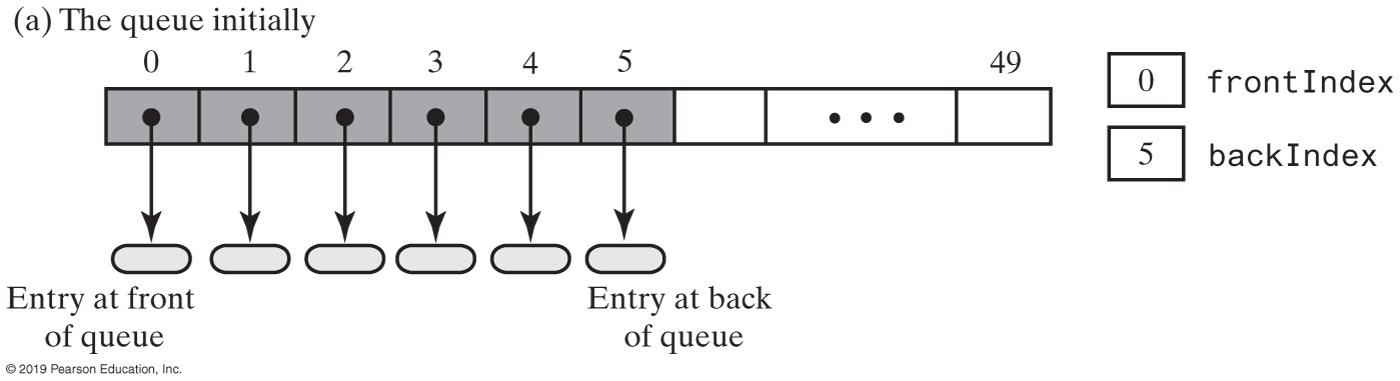 (a) The queue initially
0 1 2 3 4 5 49
0 frontIndex
5 backIndex
Entry at front
of queue
Entry at back
of queue
© 2019 Pearson Education, Inc.